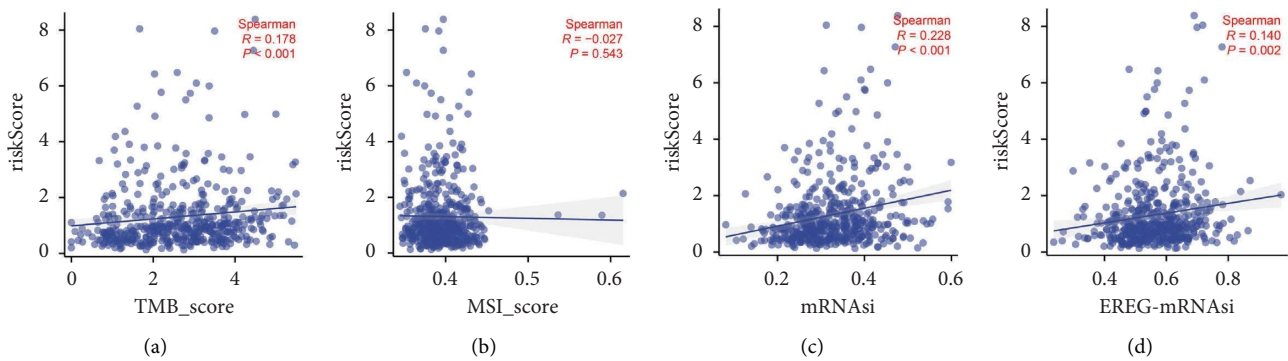 riskScore
8
6
4
2
0
Spearman
R = 0.178
P < 0.001
0
2
4
TMB_score
(a)
riskScore
8
6
4
2
0
Spearman
R = −0.027
P = 0.543
0.4
0.5
0.6
MSI_score
(b)
riskScore
8
6
4
2
0
Spearman
R = 0.228
P < 0.001
0.2
0.4
0.6
mRNAsi
(c)
riskScore
8
6
4
2
0
Spearman
R = 0.140
P = 0.002
0.4
0.6
0.8
EREG-mRNAsi
(d)